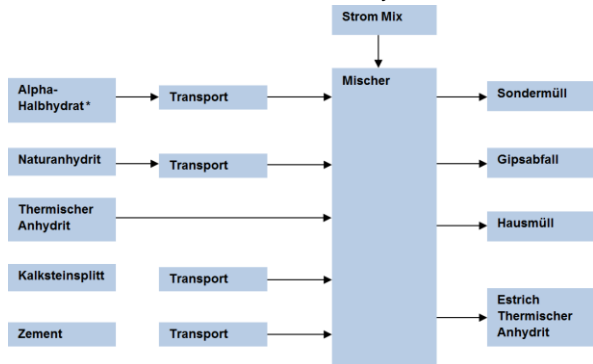 Strom Mix
Mischer
Alpha-
Halbhydrat*
Transport
Sondermüll
Naturanhydrit
Transport
Gipsabfall
Thermischer
Anhydrit
Hausmüll
Kalksteinsplitt
Transport
Estrich
Thermischer
Anhydrit
Zement
Transport